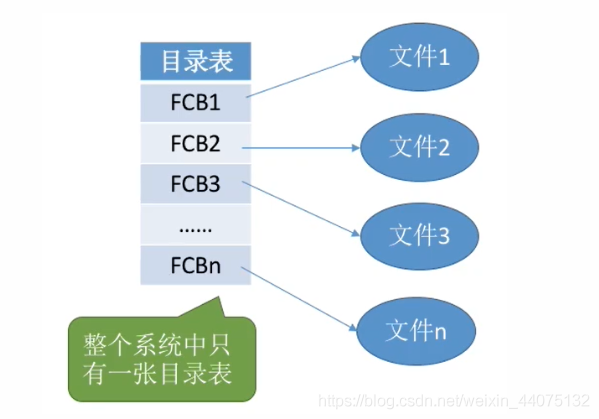 目录表
FCB1
FCB2
FCB3
......
FCBn
文件1
文件2
文件3
文件n
整个系统中只
有一张目录表
https://blog.csdn.net/weixin_44075132